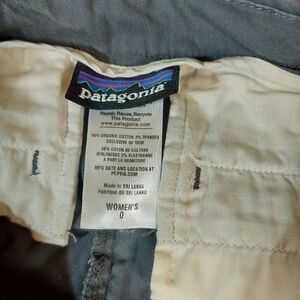 patagonia
Repair, Reuse, Recycle
This Product
www.patagonia.com
98% ORGANIC COTTON 2% SPANDEX
EXCLUSIVE OF TRIM
98% COTON DE CULTURE
BIOLOGIQUE 2% ELASTHANNE
À PART LA GARNITURE
MFG DATE AND LOCATION AT
PCPSIA.COM
Made in SRI LANKA
Fabriqué AU SRI LANKA
WOMEN'S
0